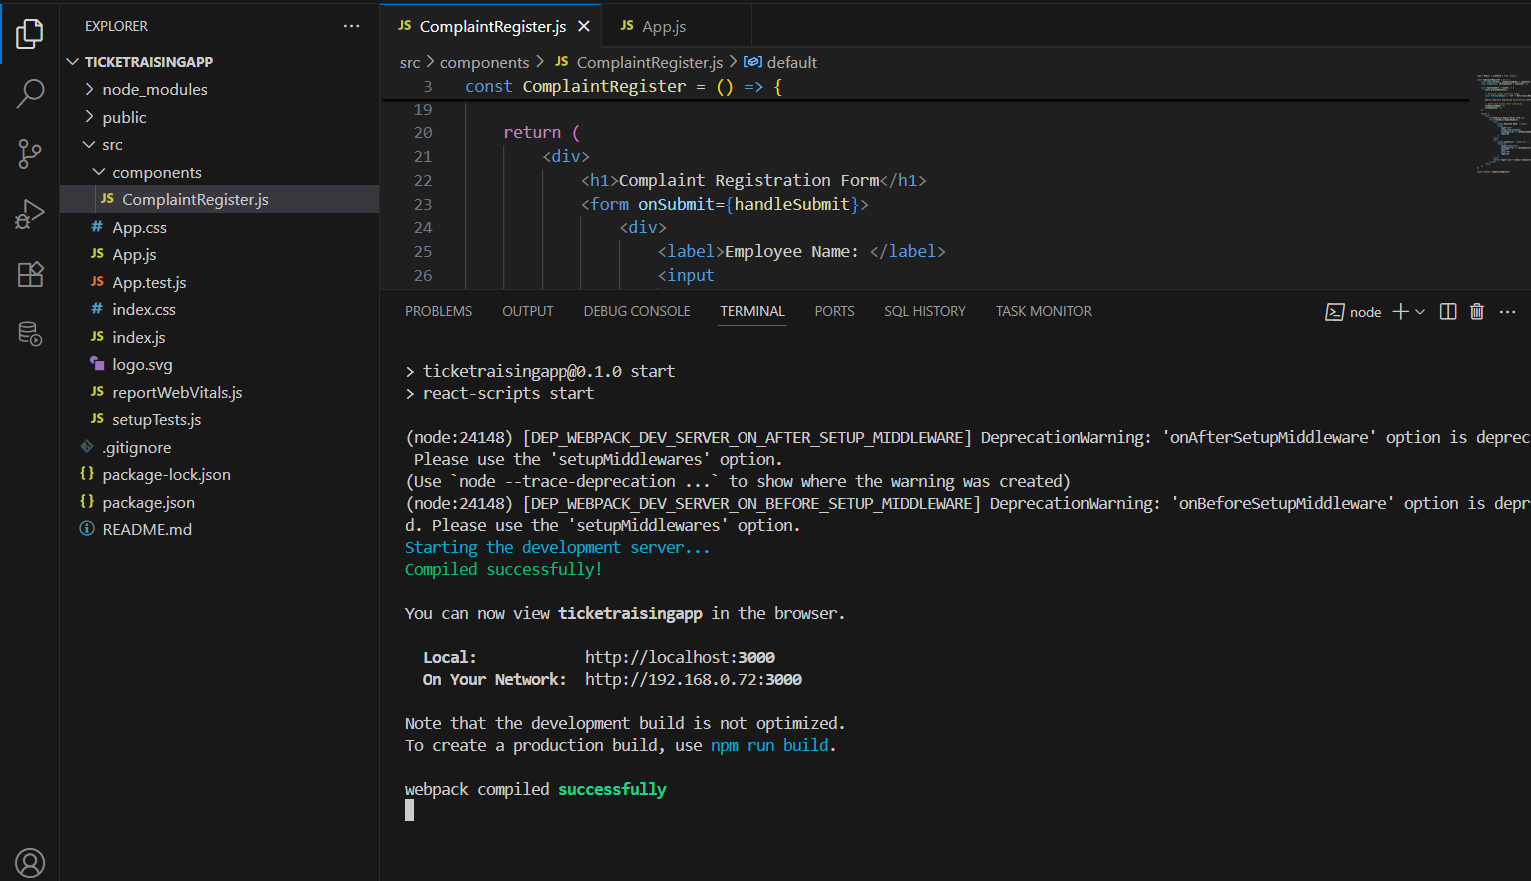 EXPLORER
TICKETRAISINGAPP
node_modules
public
src
components
JS ComplaintRegister.js
# App.css
JS App.js
JS App.test.js
# index.css
JS index.js
logo.svg
JS reportWebVitals.js
JS setupTests.js
.gitignore
{} package-lock.json
{} package.json
README.md
JS ComplaintRegister.js
JS App.js
src > components > JS ComplaintRegister.js > default
3 const ComplaintRegister = () => {
19
20 return (
21 <div>
22 <h1>Complaint Registration Form</h1>
23 <form onSubmit={handleSubmit}>
24 <div>
25 <label>Employee Name: </label>
26 <input
PROBLEMS OUTPUT DEBUG CONSOLE TERMINAL PORTS SQL HISTORY TASK MONITOR
node
> ticketraisingapp@0.1.0 start
> react-scripts start
(node:24148) [DEP_WEBPACK_DEV_SERVER_ON_AFTER_SETUP_MIDDLEWARE] DeprecationWarning: 'onAfterSetupMiddleware' option is deprec
Please use the 'setupMiddlewares' option.
(Use `node --trace-deprecation ...` to show where the warning was created)
(node:24148) [DEP_WEBPACK_DEV_SERVER_ON_BEFORE_SETUP_MIDDLEWARE] DeprecationWarning: 'onBeforeSetupMiddleware' option is depr
d. Please use the 'setupMiddlewares' option.
Starting the development server...
Compiled successfully!
You can now view ticketraisingapp in the browser.
Local: http://localhost:3000
On Your Network: http://192.168.0.72:3000
Note that the development build is not optimized.
To create a production build, use npm run build.
webpack compiled successfully